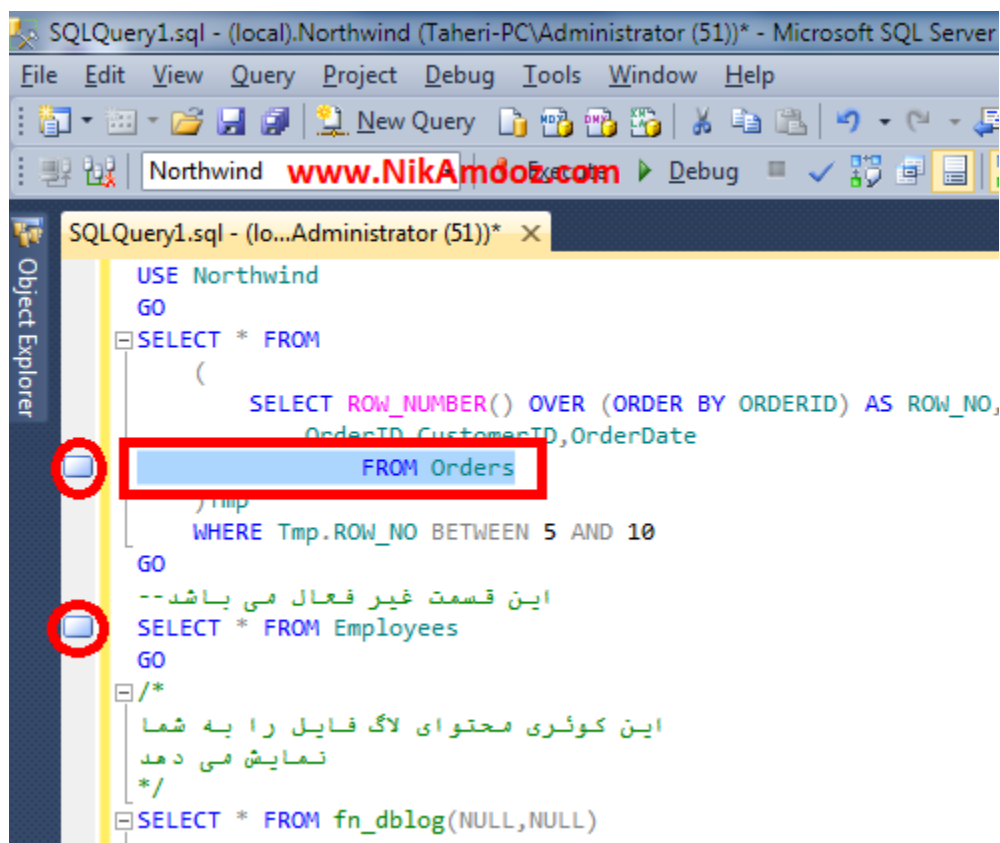 SQLQuery1.sql - (local).Northwind (Taheri-PC\Administrator (51))* - Microsoft SQL Server
File Edit View Query Project Debug Tools Window Help
New Query
Northwind www.NikAmooz.com Execute Debug
SQLQuery1.sql - (lo...Administrator (51))*
Object Explorer
USE Northwind
GO
SELECT * FROM
(
SELECT ROW_NUMBER() OVER (ORDER BY ORDERID) AS ROW_NO,
OrderID,CustomerID,OrderDate
FROM Orders
)Tmp
WHERE Tmp.ROW_NO BETWEEN 5 AND 10
GO
--این قسمت غیر فعال می باشد
SELECT * FROM Employees
GO
/*
این کوئری محتوای لاگ فایل را به شما
نمایش می دهد
*/
SELECT * FROM fn_dblog(NULL,NULL)